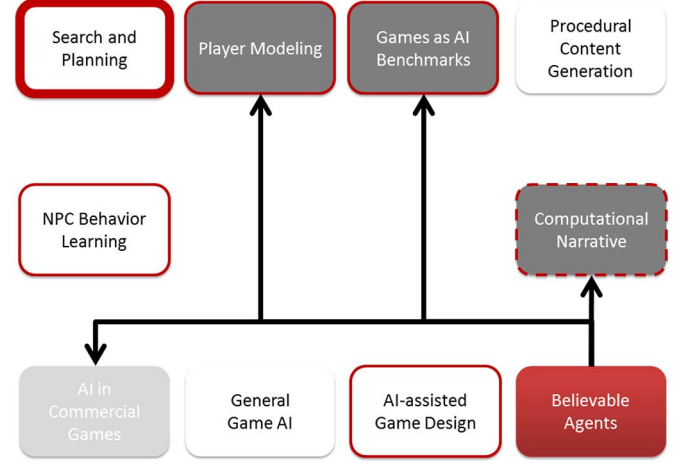 Search and
Planning
Player Modeling
Games as AI
Benchmarks
Procedural
Content
Generation
NPC Behavior
Learning
Computational
Narrative
AI in
Commercial
Games
General
Game AI
AI-assisted
Game Design
Believable
Agents